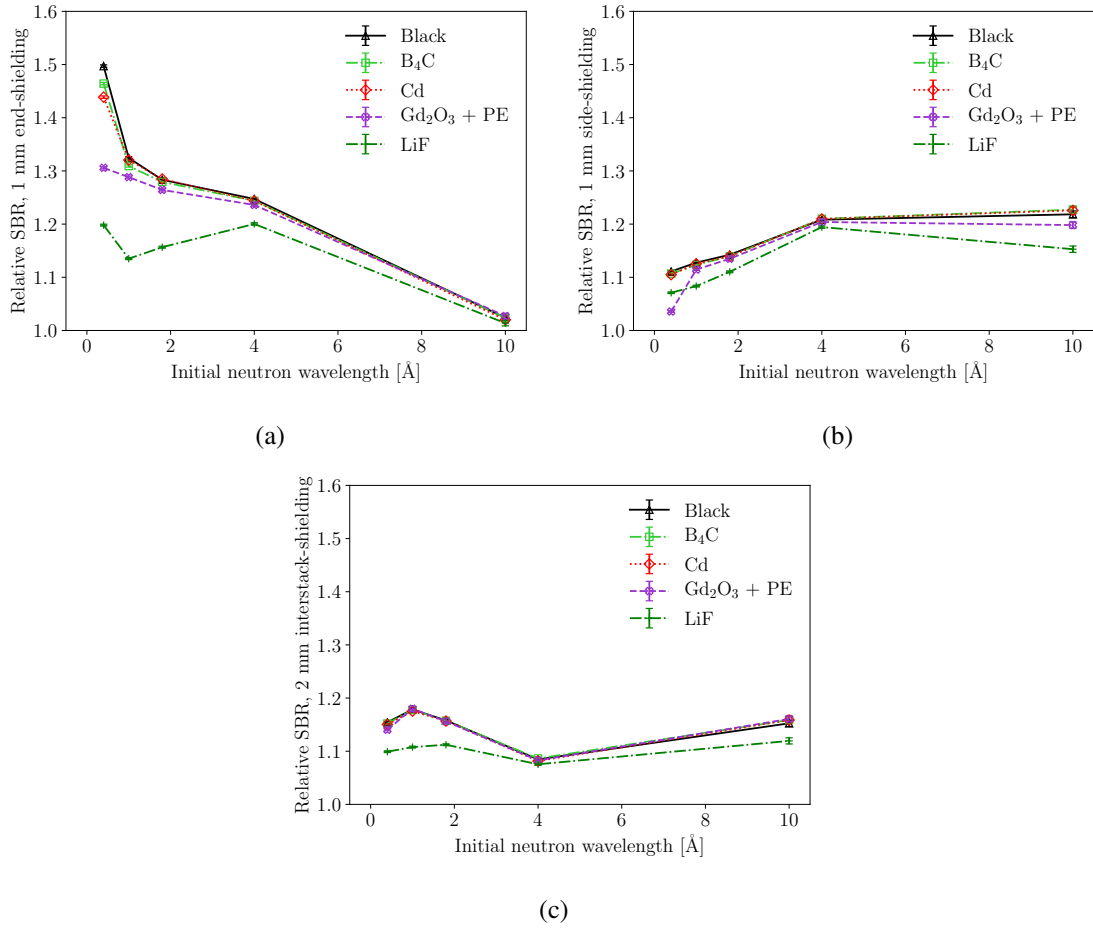 Relative SBR, 1 mm end-shielding
1.6
1.5
1.4
1.3
1.2
1.1
1.0
0 2 4 6 8 10
Initial neutron wavelength [Å]
Black
B₄C
Cd
Gd₂O₃ + PE
LiF
(a)
Relative SBR, 1 mm side-shielding
1.6
1.5
1.4
1.3
1.2
1.1
1.0
0 2 4 6 8 10
Initial neutron wavelength [Å]
Black
B₄C
Cd
Gd₂O₃ + PE
LiF
(b)
Relative SBR, 2 mm interstack-shielding
1.6
1.5
1.4
1.3
1.2
1.1
1.0
0 2 4 6 8 10
Initial neutron wavelength [Å]
Black
B₄C
Cd
Gd₂O₃ + PE
LiF
(c)